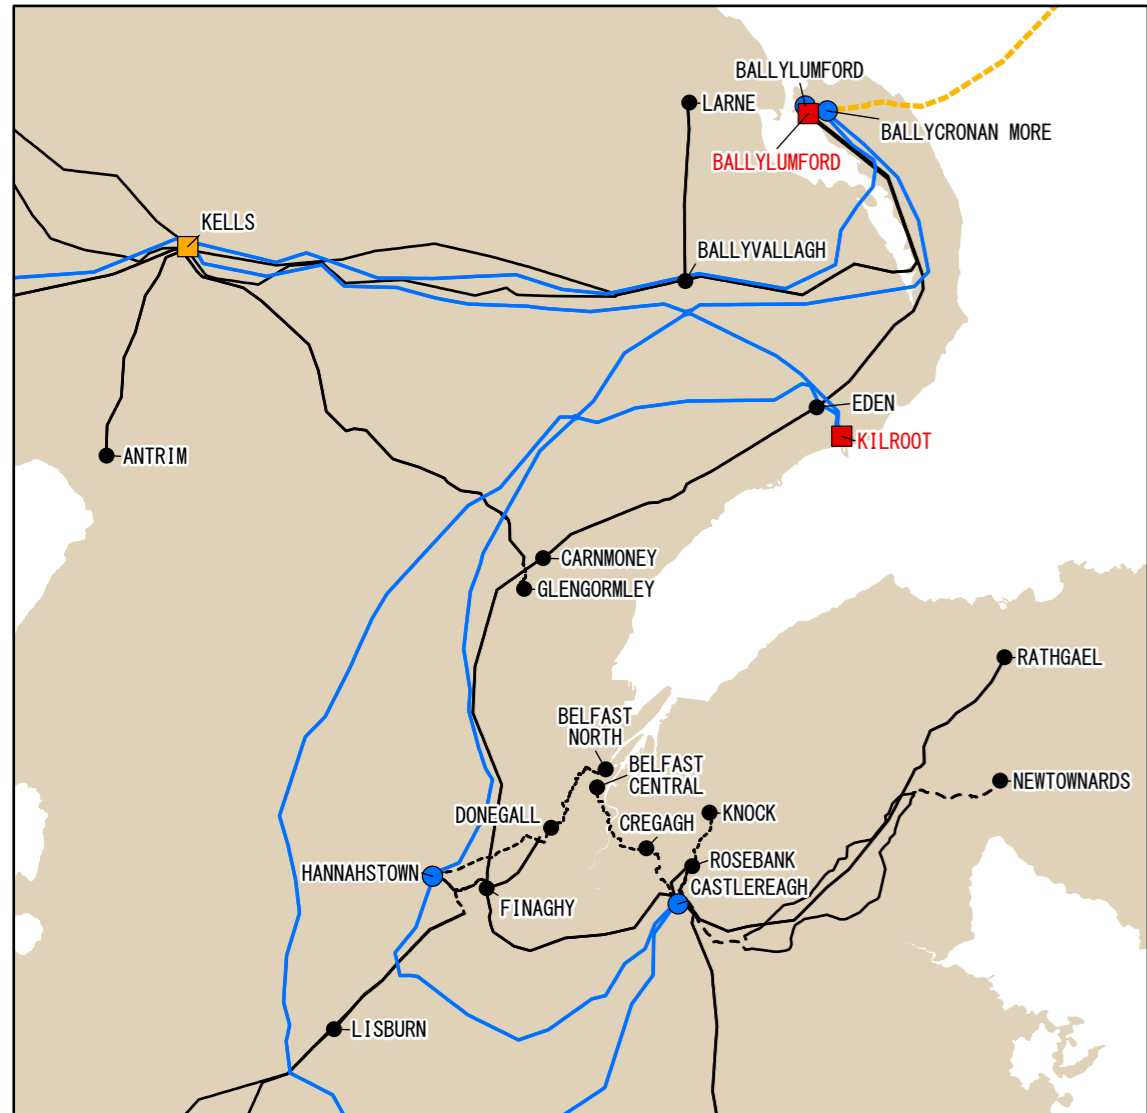 BALLYLUMFORD
LARNE
BALLYCRONAN MORE
BALLYLUMFORD
KELLS
BALLYVALLAGH
EDEN
KILROOT
ANTRIM
CARNMONEY
GLENGORMLEY
RATHGAEL
BELFAST
NORTH
BELFAST
CENTRAL
NEWTOWNARDS
DONEGALL
CREGAGH
KNOCK
ROSEBANK
HANNAHSTOWN
CASTLEREAGH
FINAGHY
LISBURN